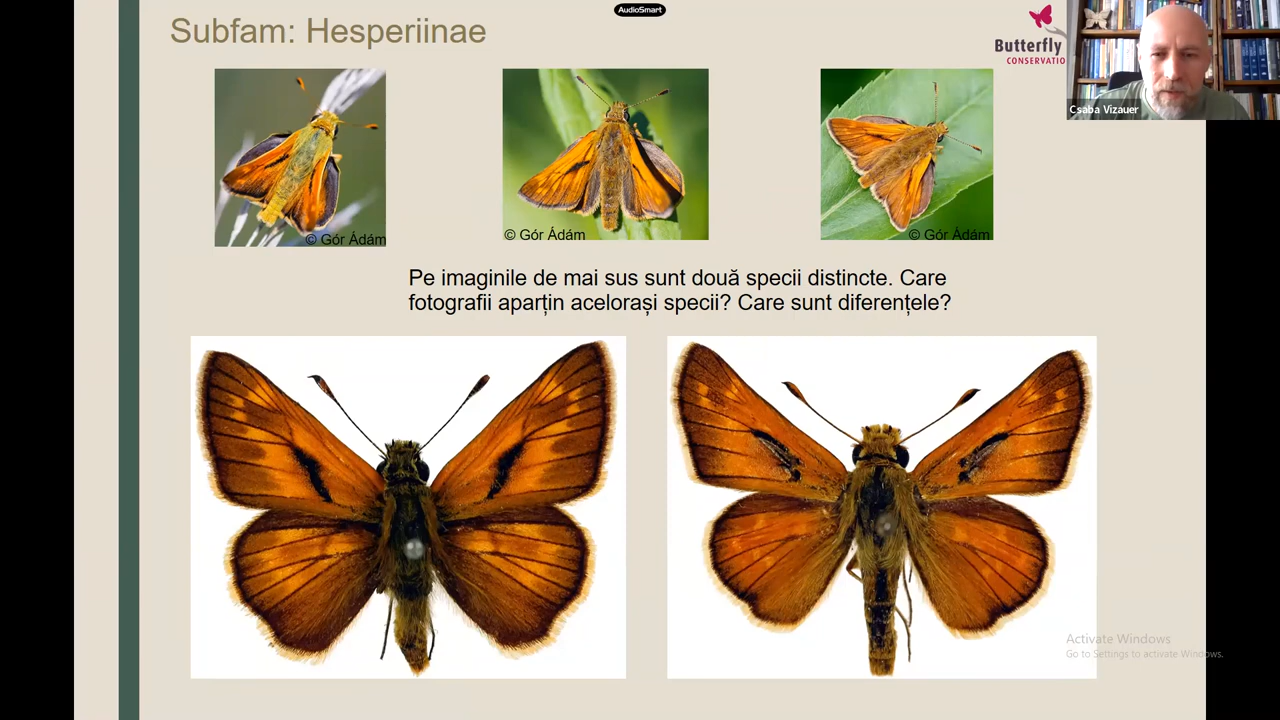 AudioSmart
Subfam: Hesperiinae
Butterfly
CONSERVATIO
Csaba Vizauer
© Gór Ádám
© Gór Ádám
© Gór Ádám
Pe imaginile de mai sus sunt două specii distincte. Care
fotografii aparțin aceloraşi specii? Care sunt diferențele?
Activate Windows
Go to Settings to activate Windows.